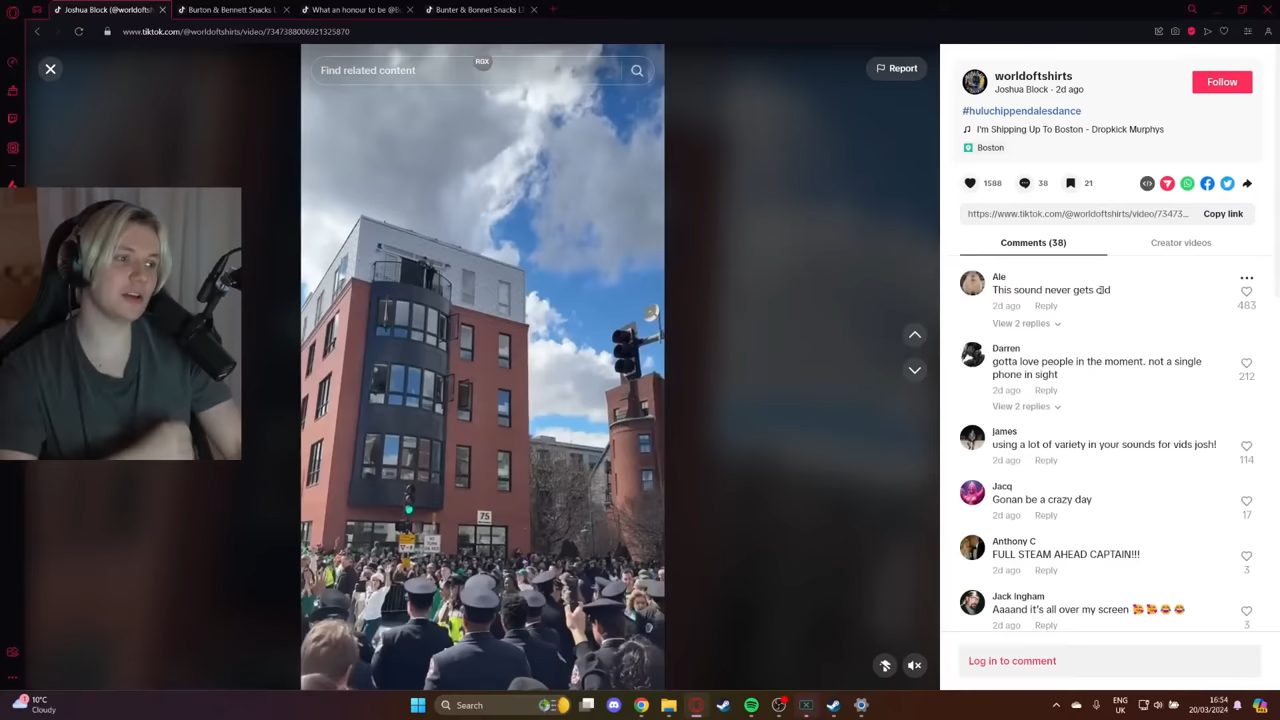 Joshua Block (@worldofsh
Burton & Bennett Snacks L
What an honour to be @B
Bunter & Bonnet Snacks L
www.tiktok.com/@worldoftshirts/video/7347388006921325870
RGX
Find related content
Report
worldoftshirts
Joshua Block · 2d ago
Follow
#huluchippendalesdance
I'm Shipping Up To Boston - Dropkick Murphys
Boston
1588
38
21
https://www.tiktok.com/@worldoftshirts/video/73473...
Copy link
Comments (38)
Creator videos
Ale
This sound never gets old
2d ago
Reply
483
View 2 replies
Darren
gotta love people in the moment. not a single
phone in sight
212
2d ago
Reply
View 2 replies
james
using a lot of variety in your sounds for vids josh!
2d ago
Reply
114
Jacq
Gonan be a crazy day
2d ago
Reply
17
Anthony C
FULL STEAM AHEAD CAPTAIN!!!
2d ago
Reply
3
Jack Ingham
Aaaand it's all over my screen 🥰🥰😂😂
2d ago
Reply
3
Log in to comment
75
10°C
Cloudy
Search
ENG
UK
16:54
20/03/2024